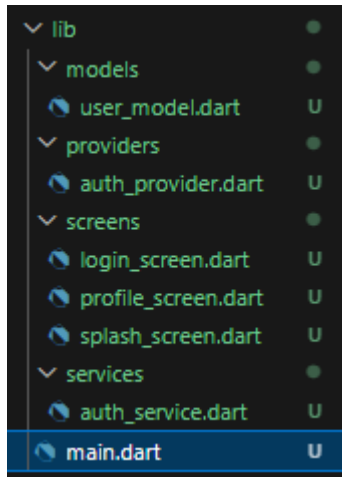 lib
models
user_model.dart U
providers
auth_provider.dart U
screens
login_screen.dart U
profile_screen.dart U
splash_screen.dart U
services
auth_service.dart U
main.dart U